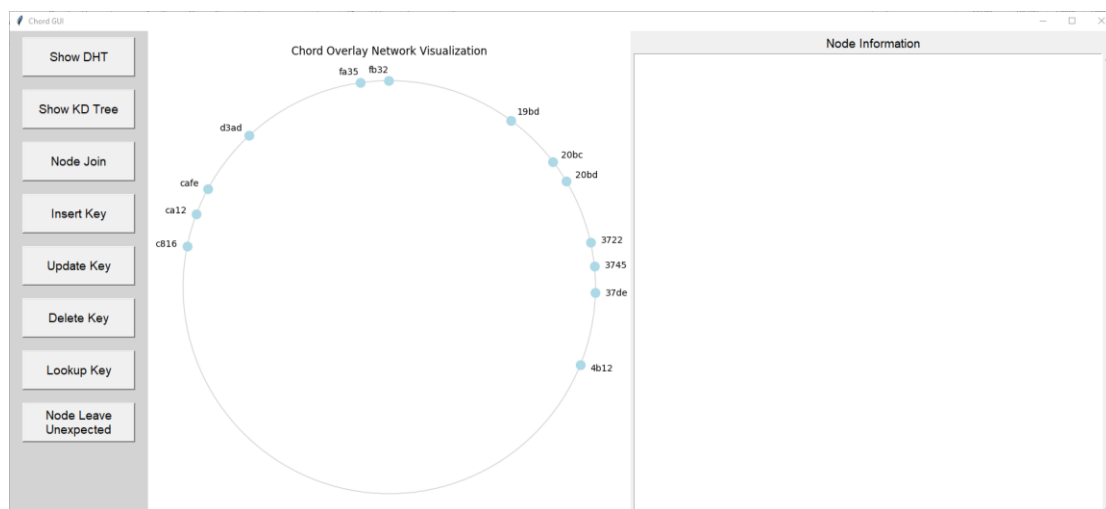 Chord GUI
Show DHT
Show KD Tree
Node Join
Insert Key
Update Key
Delete Key
Lookup Key
Node Leave
Unexpected
Chord Overlay Network Visualization
fa35
fb32
19bd
20bc
20bd
3722
3745
37de
4b12
d3ad
cafe
ca12
c816
Node Information